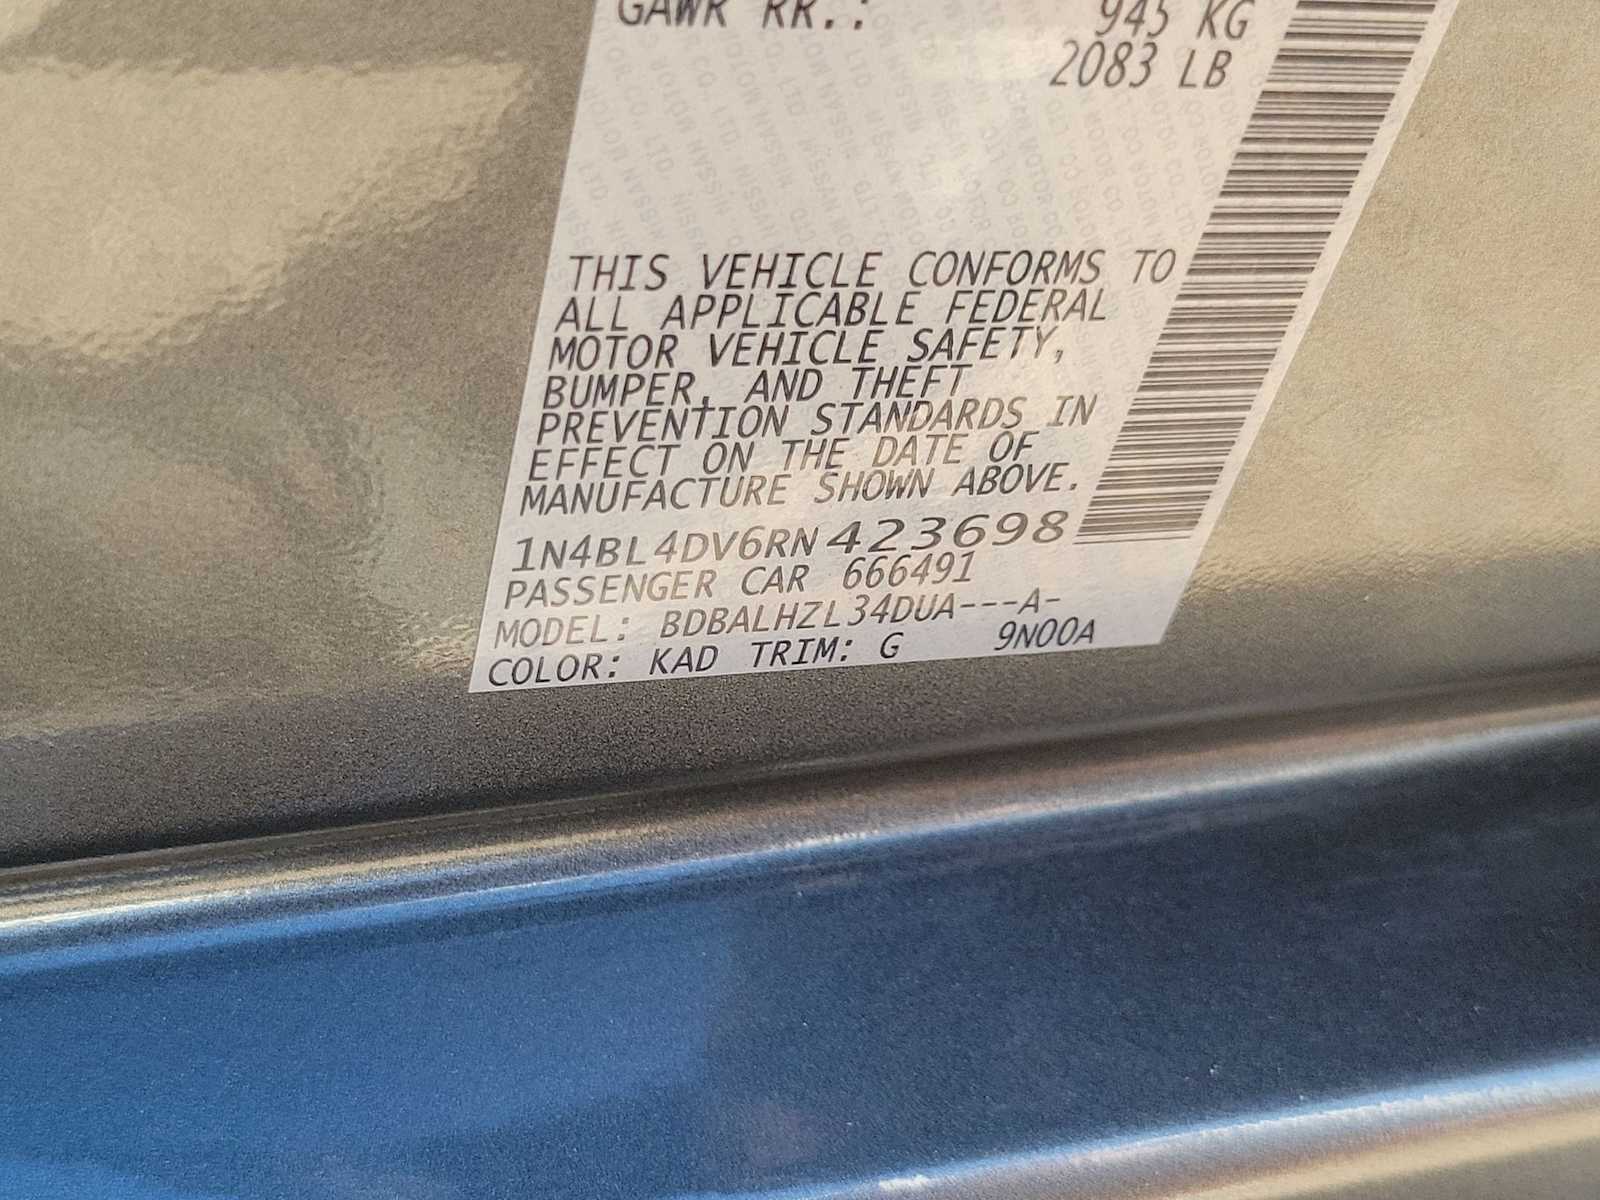 GAWR RR.: 945 KG
2083 LB
THIS VEHICLE CONFORMS TO
ALL APPLICABLE FEDERAL
MOTOR VEHICLE SAFETY,
BUMPER, AND THEFT
PREVENTION STANDARDS IN
EFFECT ON THE DATE OF
MANUFACTURE SHOWN ABOVE.
1N4BL4DV6RN423698
PASSENGER CAR 666491
MODEL: BDBALHZL34DUA---A-
COLOR: KAD TRIM: G 9N00A